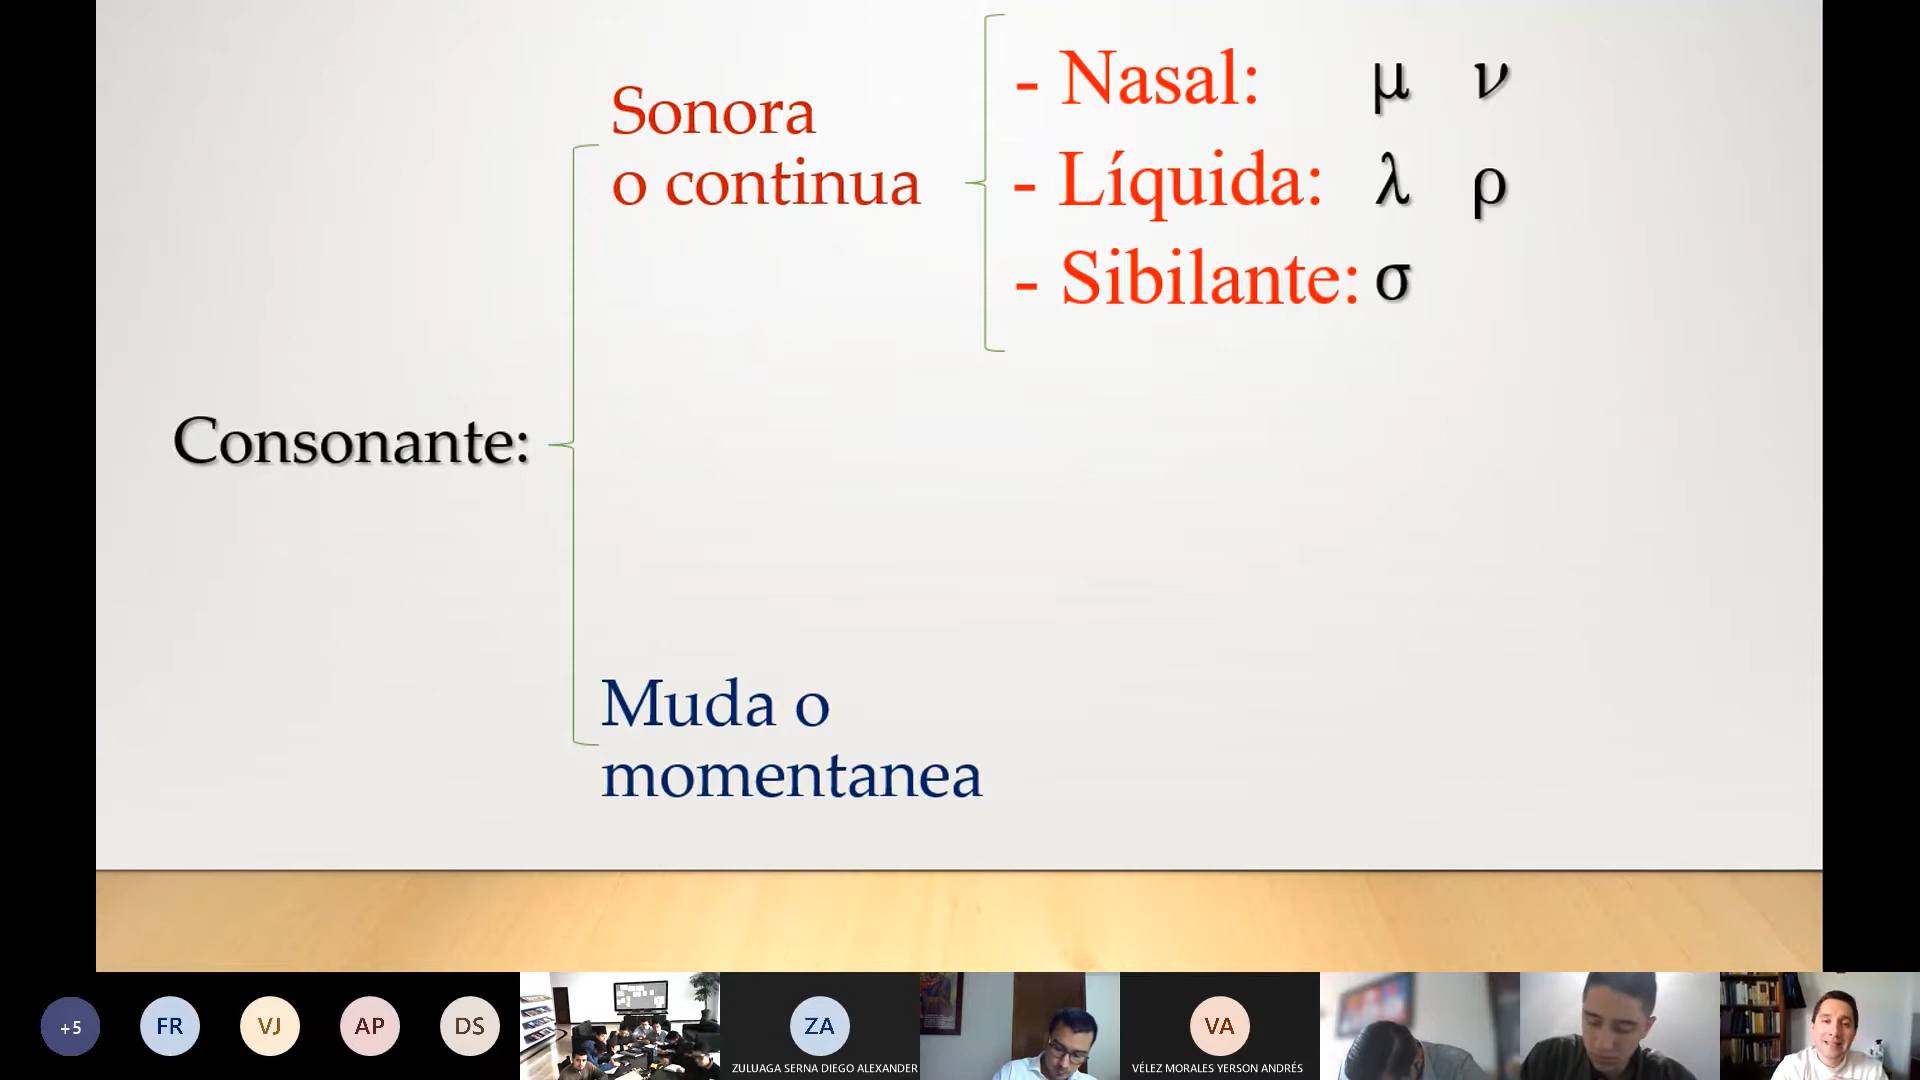 - Nasal: μ ν
Sonora
o continua
- Líquida: λ ρ
- Sibilante: σ
Consonante:
Muda o
momentanea
+5
FR
VJ
AP
DS
ZA
ZULUAGA SERNA DIEGO ALEXANDER
VA
VÉLEZ MORALES YERSON ANDRÉS